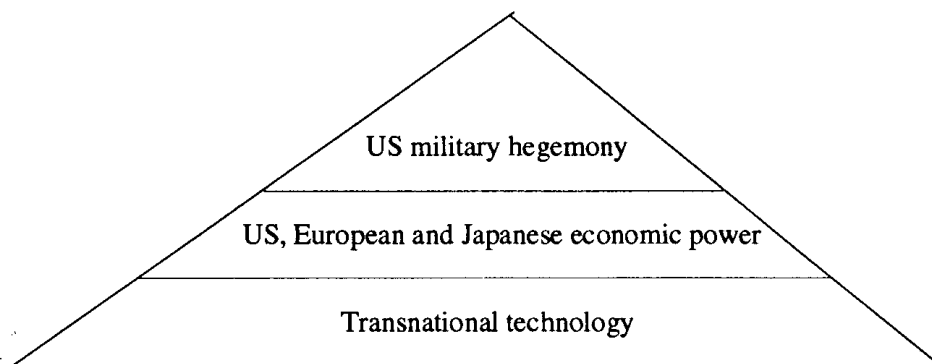 US military hegemony
US, European and Japanese economic power
Transnational technology